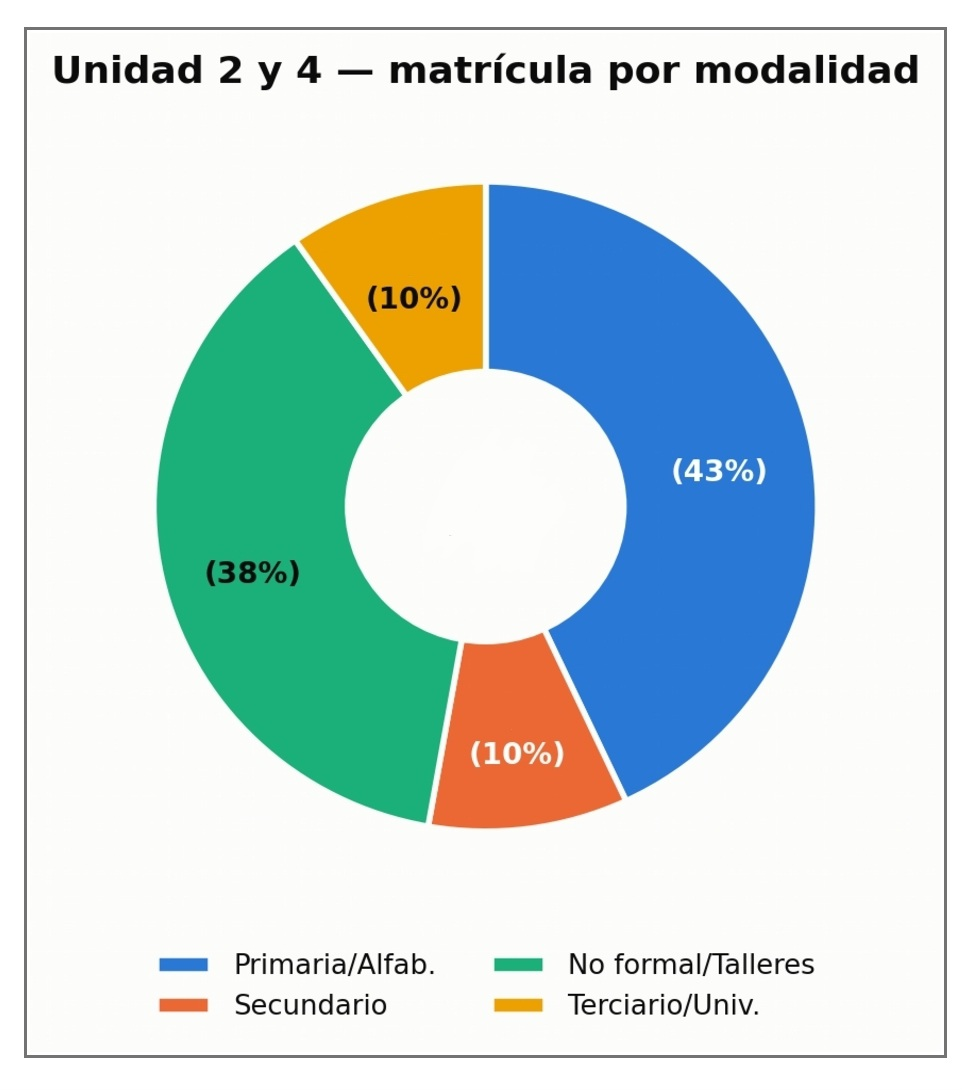 Unidad 2 y 4 — matrícula por modalidad
(10%)
(43%)
(38%)
(10%)
Primaria/Alfab.
No formal/Talleres
Secundario
Terciario/Univ.